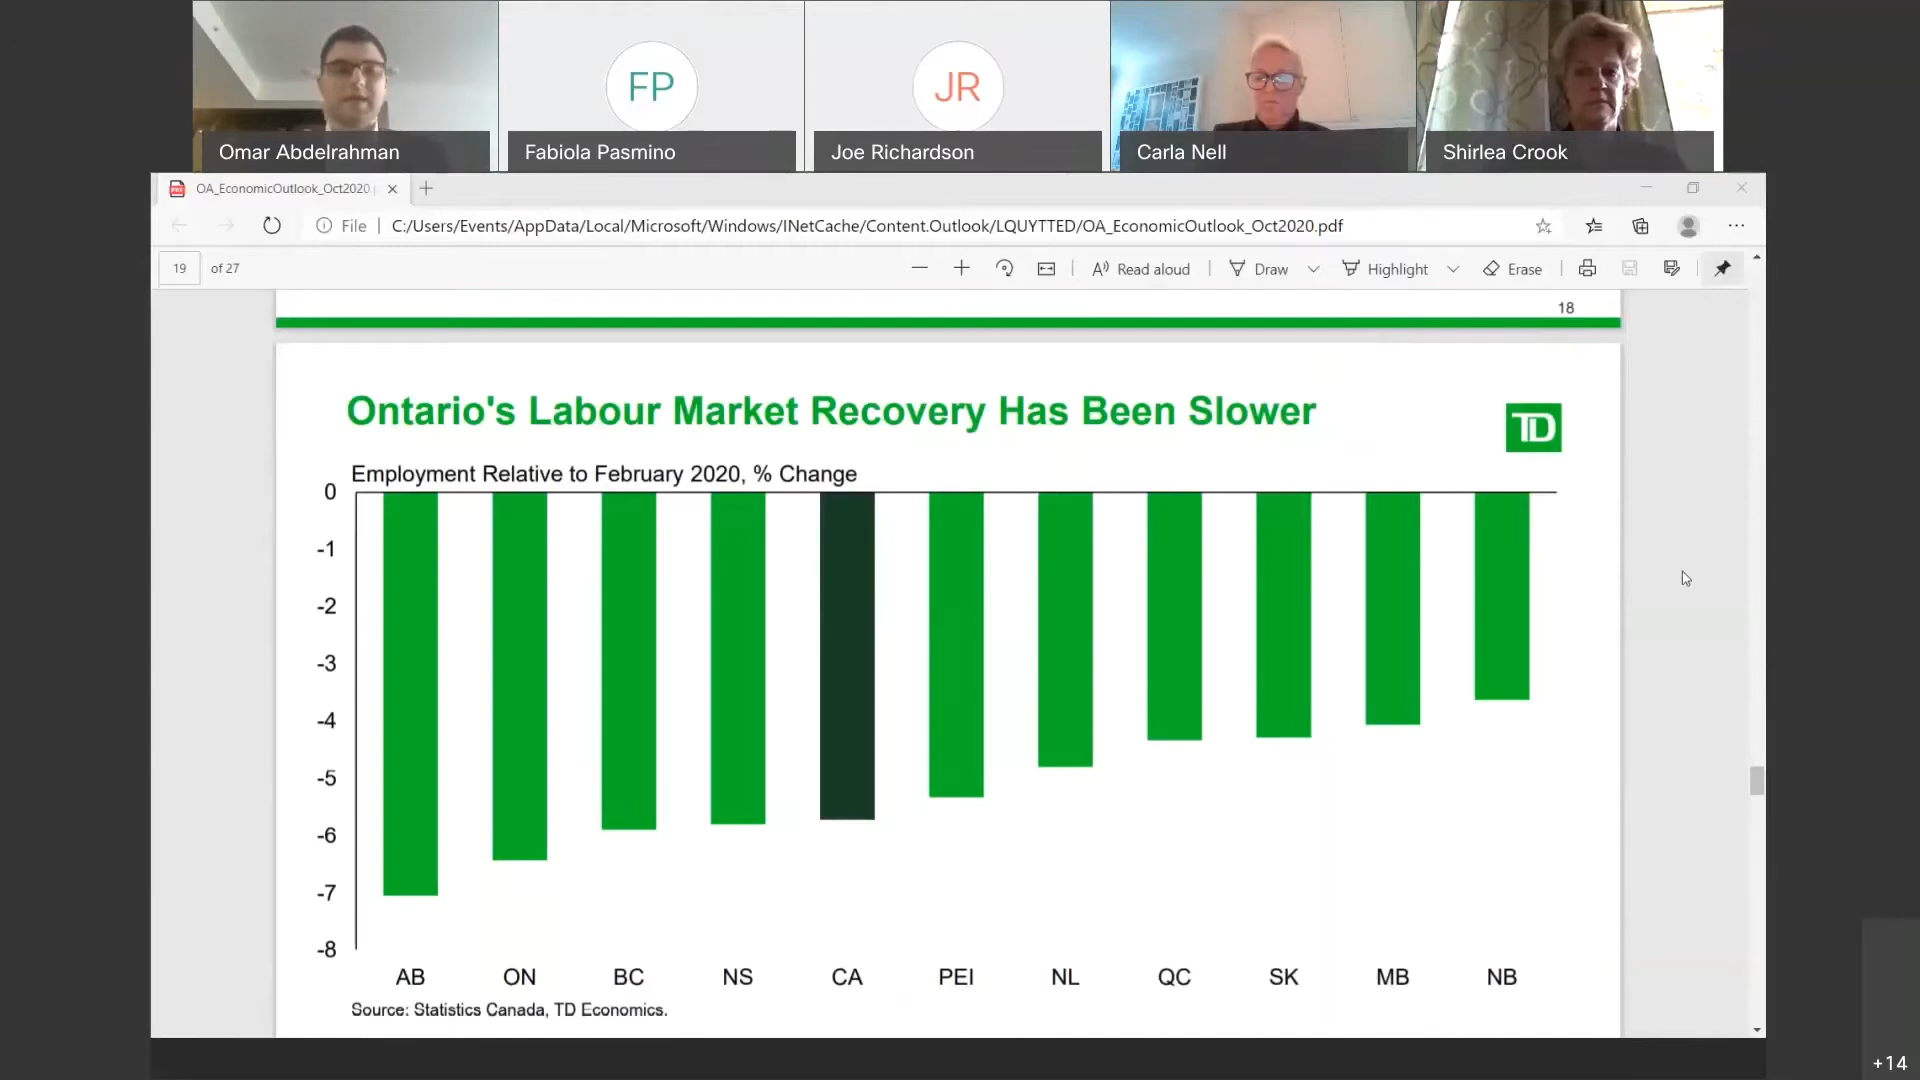 FP
JR
Omar Abdelrahman
Fabiola Pasmino
Joe Richardson
Carla Nell
Shirlea Crook
OA_EconomicOutlook_Oct2020
File
C:/Users/Events/AppData/Local/Microsoft/Windows/INetCache/Content.Outlook/LQUYTTED/OA_EconomicOutlook_Oct2020.pdf
19 of 27
Read aloud
Draw
Highlight
Erase
18
Ontario's Labour Market Recovery Has Been Slower
TD
Employment Relative to February 2020, % Change
0
-1
-2
-3
-4
-5
-6
-7
-8
AB ON BC NS CA PEI NL QC SK MB NB
Source: Statistics Canada, TD Economics.
+14